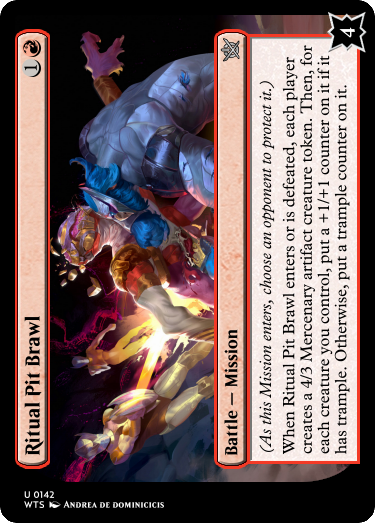 Ritual Pit Brawl 1
Battle – Mission
4
(As this Mission enters, choose an opponent to protect it.)
When Ritual Pit Brawl enters or is defeated, each player
creates a 4/3 Mercenary artifact creature token. Then, for
each creature you control, put a +1/+1 counter on it if it
has trample. Otherwise, put a trample counter on it.
U 0142
WTS ANDREA DE DOMINICICIS